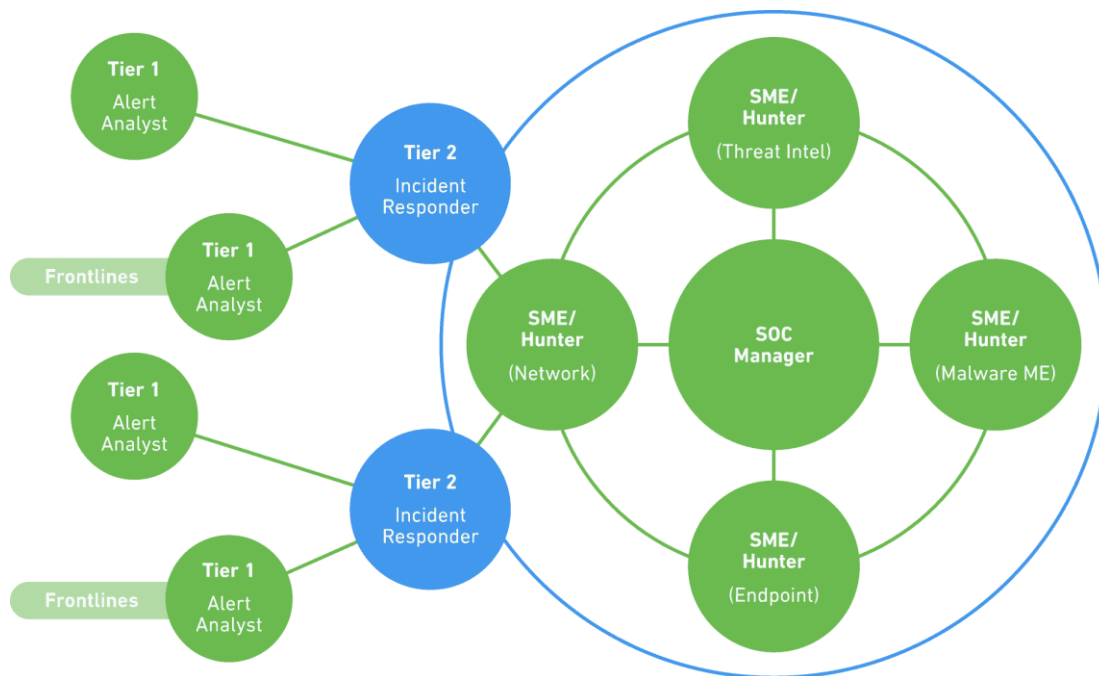 Tier 1
Alert
Analyst
Frontlines
Tier 1
Alert
Analyst
Tier 2
Incident
Responder
Tier 1
Alert
Analyst
Frontlines
Tier 1
Alert
Analyst
Tier 2
Incident
Responder
SME/
Hunter
(Threat Intel)
SME/
Hunter
(Network)
SOC
Manager
SME/
Hunter
(Malware ME)
SME/
Hunter
(Endpoint)